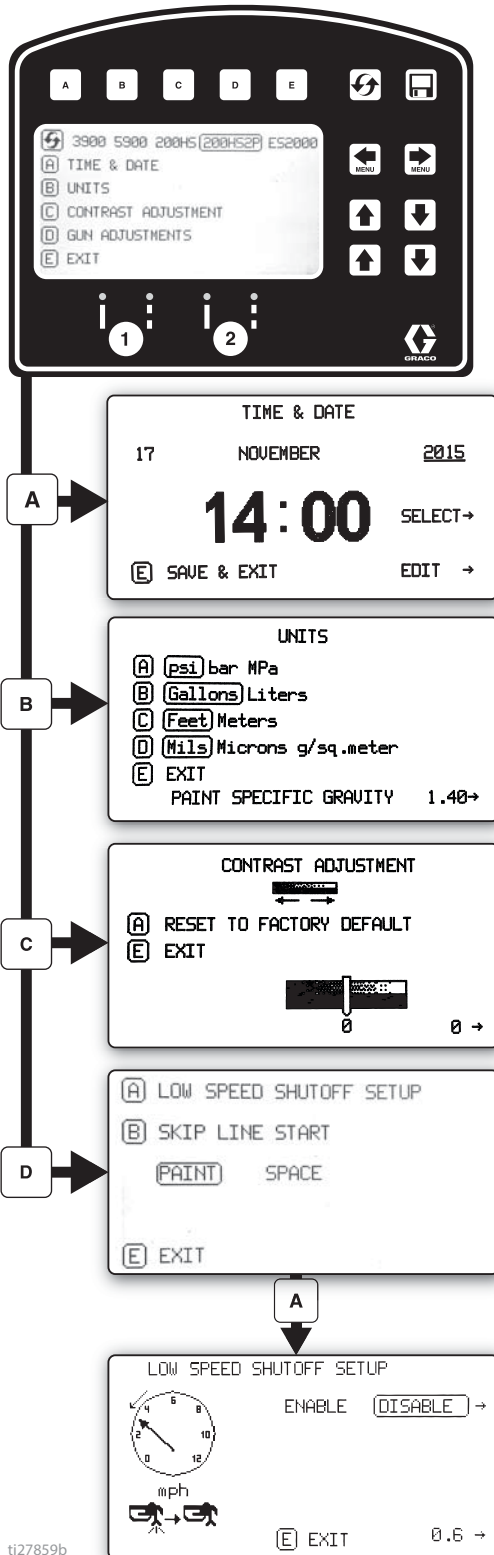 A B C D E
3900 5900 200HS 200HS2P ES2000
A TIME & DATE
B UNITS
C CONTRAST ADJUSTMENT
D GUN ADJUSTMENTS
E EXIT
MENU MENU
1 2
GRACO
A
TIME & DATE
17 NOVEMBER 2015
14:00
SELECT→
E SAVE & EXIT EDIT →
B
UNITS
A psi bar MPa
B Gallons Liters
C Feet Meters
D Mils Microns g/sq.meter
E EXIT
PAINT SPECIFIC GRAVITY 1.40→
C
CONTRAST ADJUSTMENT
A RESET TO FACTORY DEFAULT
E EXIT
0 0 →
D
A LOW SPEED SHUTOFF SETUP
B SKIP LINE START
PAINT SPACE
E EXIT
A
LOW SPEED SHUTOFF SETUP
ENABLE DISABLE →
0 2 4 6 8 10 12
mph
E EXIT 0.6 →
ti27859b